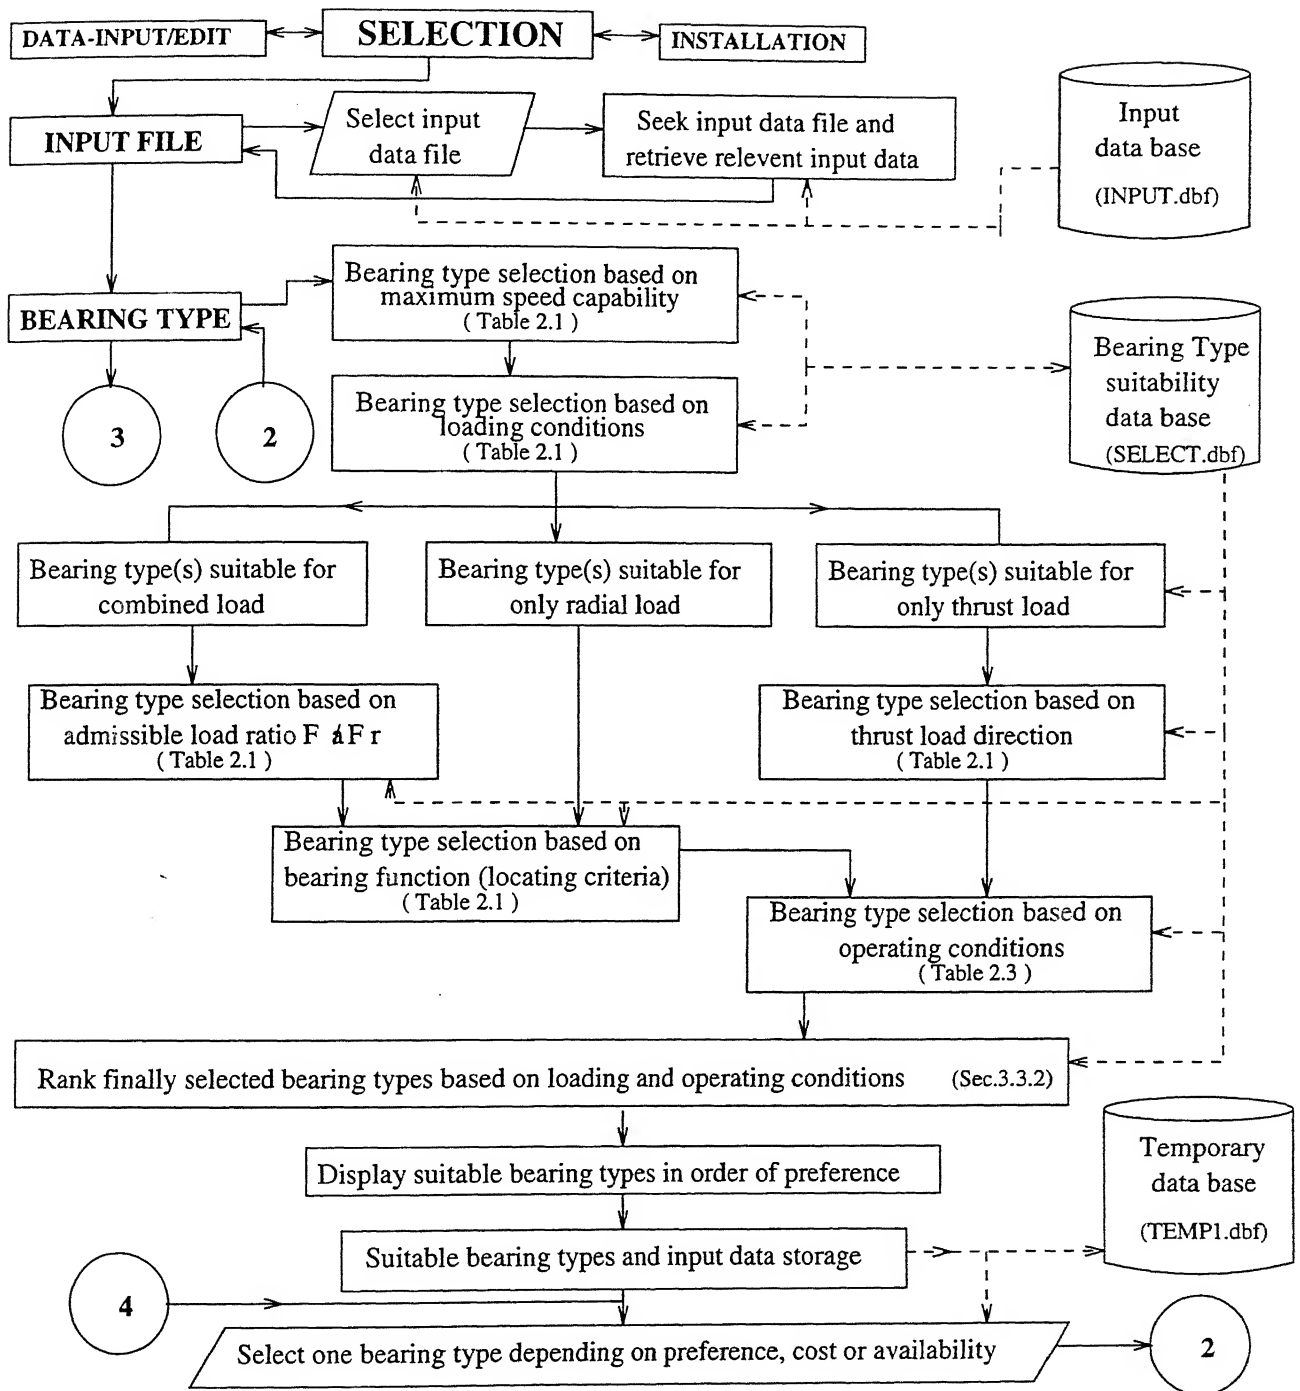 DATA-INPUT/EDIT
SELECTION
INSTALLATION
INPUT FILE
Select input
data file
Seek input data file and
retrieve relevent input data
Input
data base
(INPUT.dbf)
BEARING TYPE
Bearing type selection based on
maximum speed capability
( Table 2.1 )
Bearing Type
suitability
data base
(SELECT.dbf)
3
2
Bearing type selection based on
loading conditions
( Table 2.1 )
Bearing type(s) suitable for
combined load
Bearing type(s) suitable for
only radial load
Bearing type(s) suitable for
only thrust load
Bearing type selection based on
admissible load ratio F a/F r
( Table 2.1 )
Bearing type selection based on
thrust load direction
( Table 2.1 )
Bearing type selection based on
bearing function (locating criteria)
( Table 2.1 )
Bearing type selection based on
operating conditions
( Table 2.3 )
Rank finally selected bearing types based on loading and operating conditions (Sec.3.3.2)
Display suitable bearing types in order of preference
Temporary
data base
(TEMP1.dbf)
Suitable bearing types and input data storage
4
Select one bearing type depending on preference, cost or availability
2